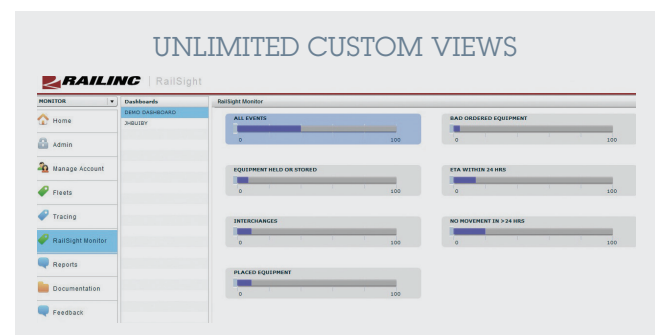 UNLIMITED CUSTOM VIEWS
RAILINC | RailSight
MONITOR
Home
Admin
Manage Account
Fleets
Tracing
RailSight Monitor
Reports
Documentation
Feedback
Dashboards
DEMO DASHBOARD
RailSight Monitor
ALL EVENTS
0 100
BAD ORDERED EQUIPMENT
0 100
EQUIPMENT HELD OR STORED
0 100
ETA WITHIN 24 HRS
0 100
INTERCHANGES
0 100
NO MOVEMENT IN >24 HRS
0 100
PLACED EQUIPMENT
0 100